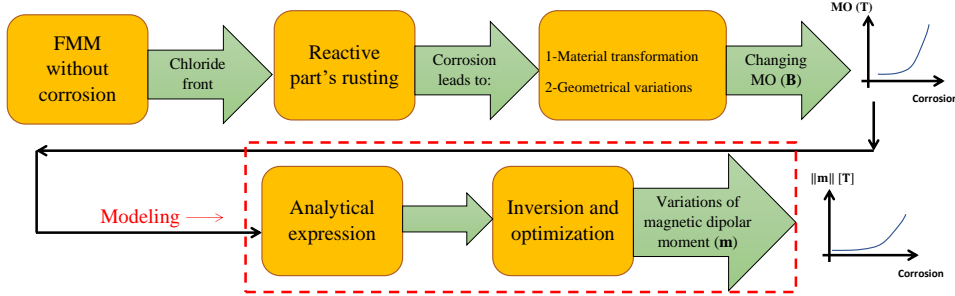 FMM
without
corrosion
Chloride
front
Reactive
part's rusting
Corrosion
leads to:
1-Material transformation
2-Geometrical variations
Changing
MO (B)
MO (T)
Corrosion
Modeling
Analytical
expression
Inversion and
optimization
Variations of
magnetic dipolar
moment (m)
||m|| [T]
Corrosion